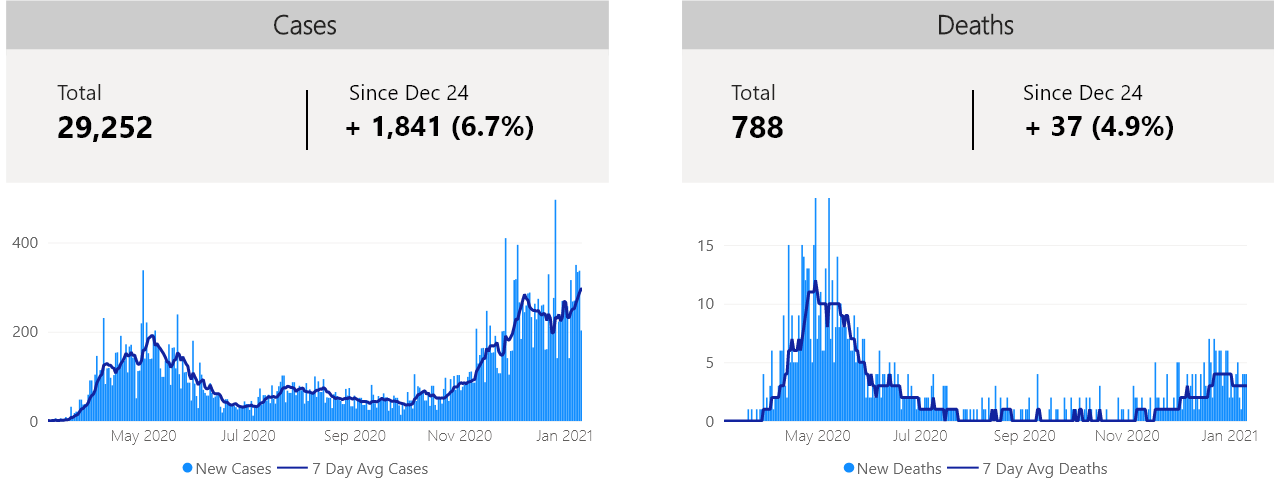 Cases
Total
29,252
Since Dec 24
+ 1,841 (6.7%)
400
200
0
May 2020 Jul 2020 Sep 2020 Nov 2020 Jan 2021
New Cases 7 Day Avg Cases
Deaths
Total
788
Since Dec 24
+ 37 (4.9%)
15
10
5
0
May 2020 Jul 2020 Sep 2020 Nov 2020 Jan 2021
New Deaths 7 Day Avg Deaths